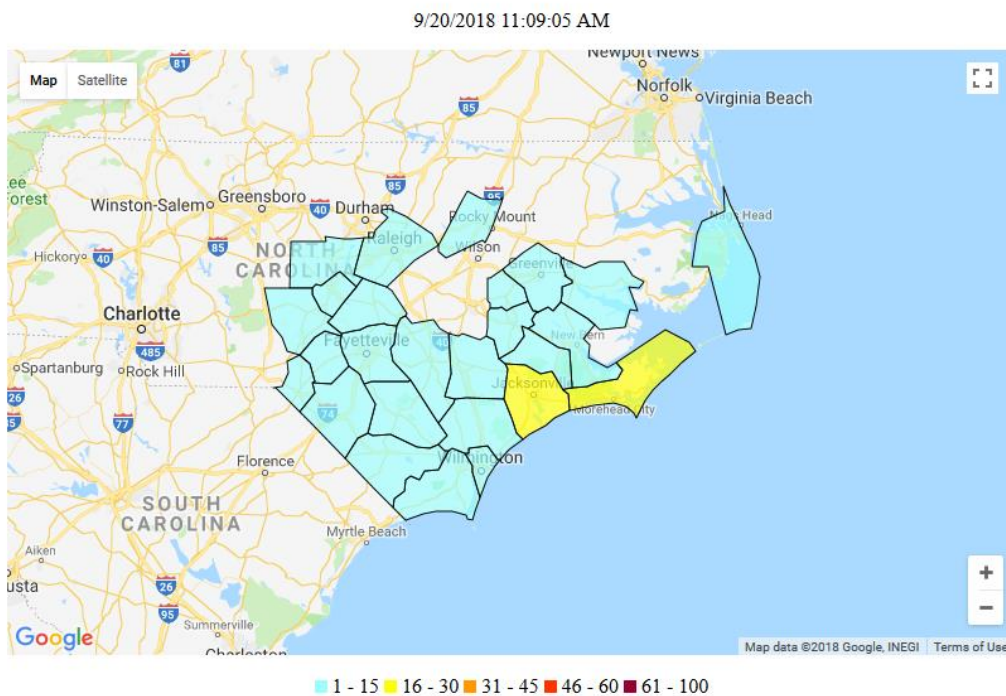 9/20/2018 11:09:05 AM
Map Satellite
81
Newport News
Norfolk
Virginia Beach
85
85
95
Greensboro
Winston-Salem
40
Durham
Rocky Mount
Nags Head
Forest
Raleigh
Wilson
85
NORTH
CAROLINA
Hickory
40
Greenville
Charlotte
485
Fayetteville
40
New Bern
Spartanburg
Rock Hill
Jacksonville
26
74
Morehead City
77
85
Florence
Wilmington
SOUTH
CAROLINA
Myrtle Beach
Aiken
usta
26
95
Summerville
Charleston
+
−
Google
Map data ©2018 Google, INEGI Terms of Use
1 - 15 16 - 30 31 - 45 46 - 60 61 - 100